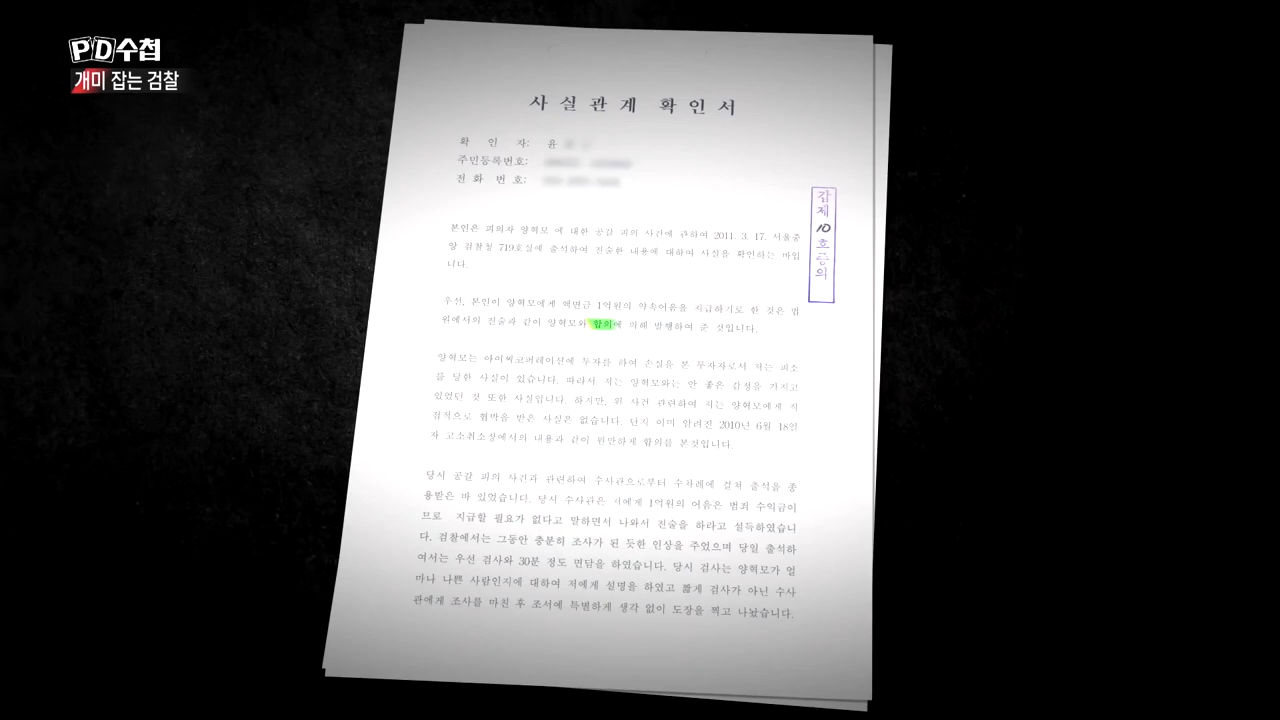 PD수첩
개미 잡는 검찰
사 실 관 계 확 인 서
확 인 자: 윤
주민등록번호:
전 화 번 호:
갑제10호증의
본인은 피의자 양혁모 에 대한 공갈 피의 사건에 관하여 2011. 3. 17. 서울중
앙 검찰청 719호실에 출석하여 진술한 내용에 대하여 사실을 확인하는 바입
니다.
우선, 본인이 양혁모에게 액면금 1억원의 약속어음을 지급하기로 한 것은 범
위에서의 진술과 같이 양혁모와 합의에 의해 발행하여 준 것입니다.
양혁모는 아이씨코퍼레이션에 투자를 하여 손실을 본 투자자로서 저는 피소
를 당한 사실이 있습니다. 따라서 저는 양혁모와는 안 좋은 감정을 가지고
있었던 것 또한 사실입니다. 하지만, 위 사건 관련하여 저는 양혁모에게 직
접적으로 협박을 받은 사실은 없습니다. 단지 이미 알려진 2010년 6월 18일
자 고소취소장에서의 내용과 같이 원만하게 합의를 본것입니다.
당시 공갈 피의 사건과 관련하여 수사관으로부터 수차례에 걸쳐 출석을 종
용받은 바 있었습니다. 당시 수사관은 저에게 1억원의 어음은 범죄 수익금이
므로 지급할 필요가 없다고 말하면서 나와서 진술을 하라고 설득하였습니
다. 검찰에서는 그동안 충분히 조사가 된 듯한 인상을 주었으며 당일 출석하
여서는 우선 검사와 30분 정도 면담을 하였습니다. 당시 검사는 양혁모가 얼
마나 나쁜 사람인지에 대하여 저에게 설명을 하였고 짧게 검사가 아닌 수사
관에게 조사를 마친 후 조서에 특별하게 생각 없이 도장을 찍고 나놨습니다.